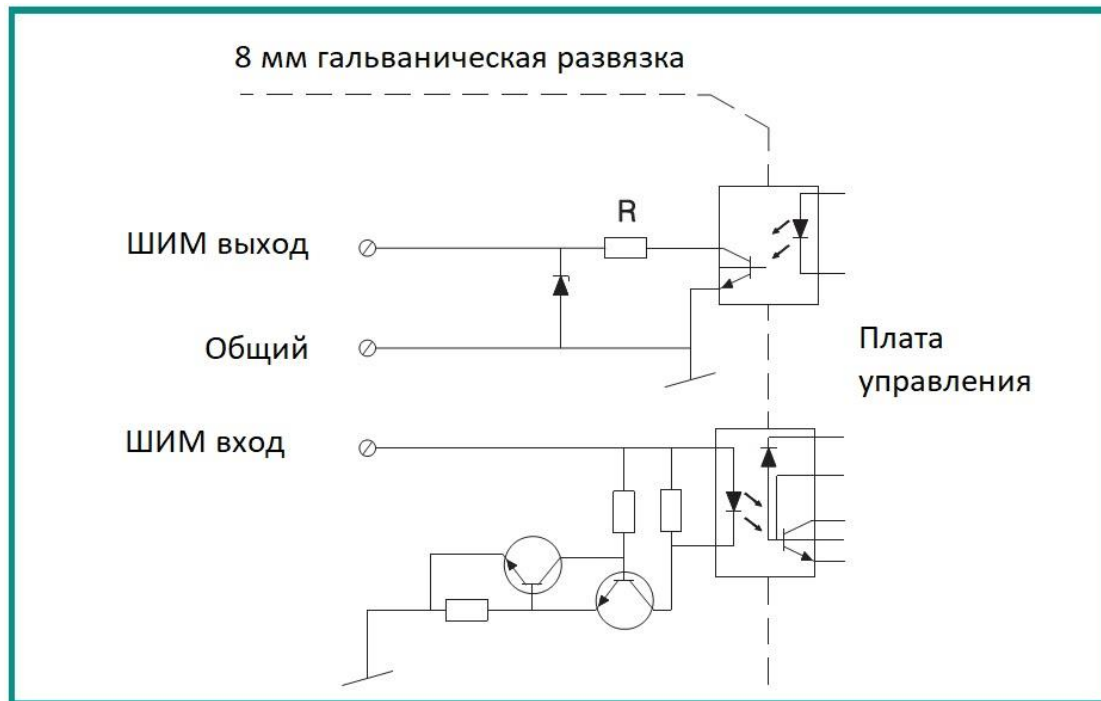 8 мм гальваническая развязка
R
ШИМ выход
Общий
Плата
управления
ШИМ вход